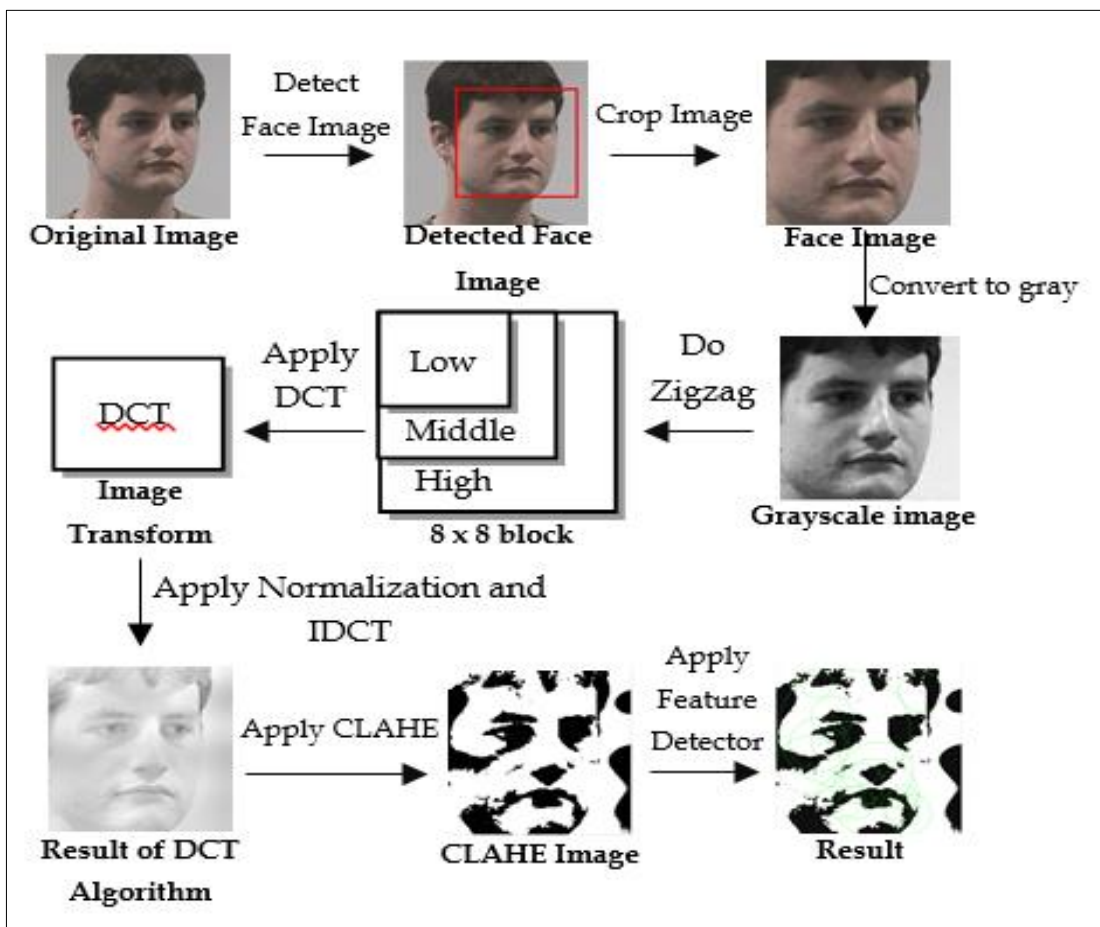 Detect
Face Image
Crop Image
Original Image
Detected Face
Image
Face Image
Convert to gray
Do
Zigzag
Grayscale image
Low
Middle
High
8 x 8 block
Apply
DCT
DCT
Image
Transform
Apply Normalization and
IDCT
Result of DCT
Algorithm
Apply CLAHE
CLAHE Image
Apply
Feature
Detector
Result